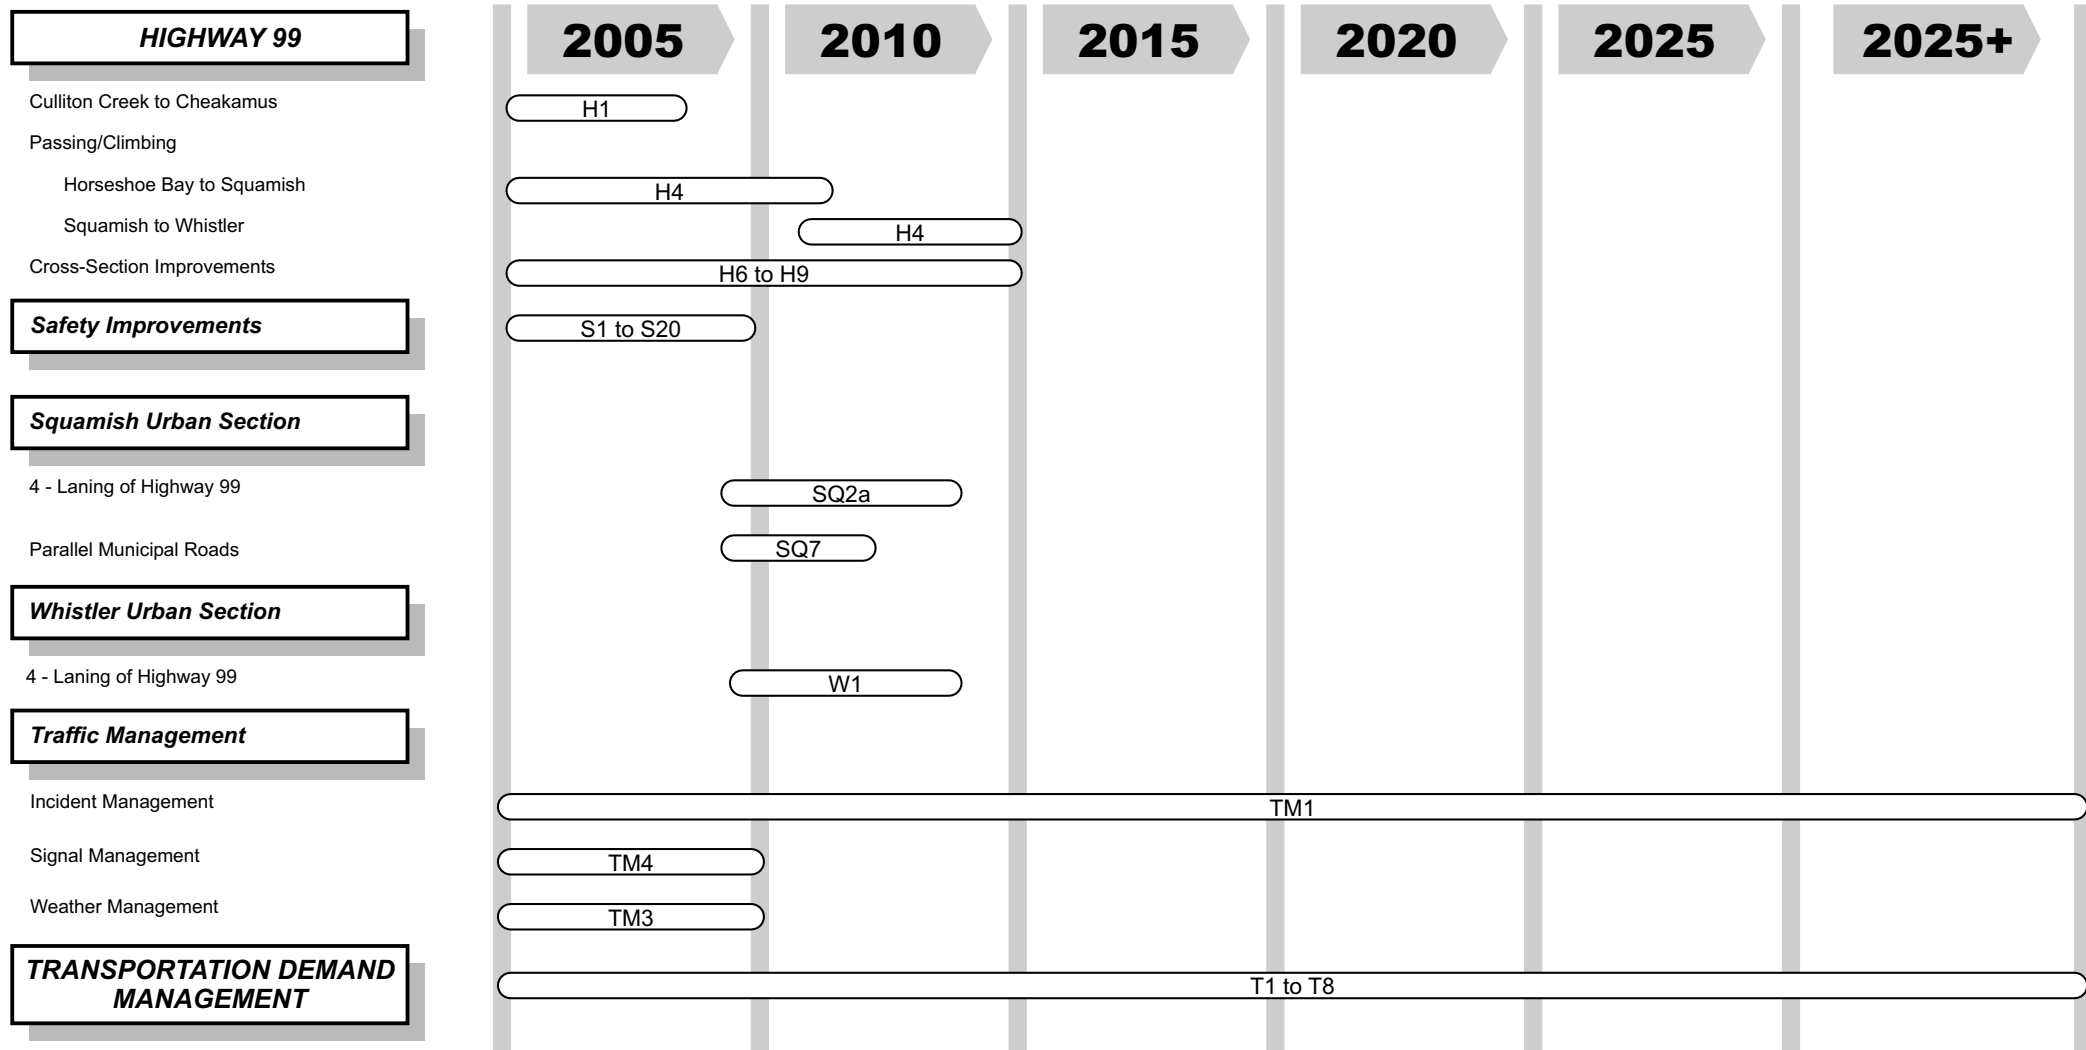 HIGHWAY 99
2005 2010 2015 2020 2025 2025+
Culliton Creek to Cheakamus
H1
Passing/Climbing
Horseshoe Bay to Squamish
H4
Squamish to Whistler
H4
Cross-Section Improvements
H6 to H9
Safety Improvements
S1 to S20
Squamish Urban Section
4 - Laning of Highway 99
SQ2a
Parallel Municipal Roads
SQ7
Whistler Urban Section
4 - Laning of Highway 99
W1
Traffic Management
Incident Management
TM1
Signal Management
TM4
Weather Management
TM3
TRANSPORTATION DEMAND
MANAGEMENT
T1 to T8